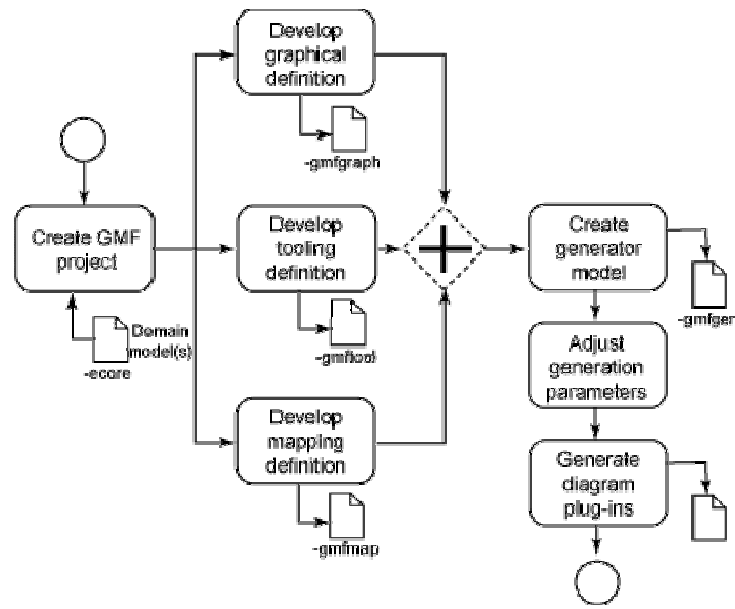 Develop
graphical
definition
-gmfgraph
Create GMF
project
Domain
model(s)
-ecore
Develop
tooling
definition
-gmftool
Develop
mapping
definition
-gmfmap
Create
generator
model
-gmfgen
Adjust
generation
parameters
Generate
diagram
plug-ins